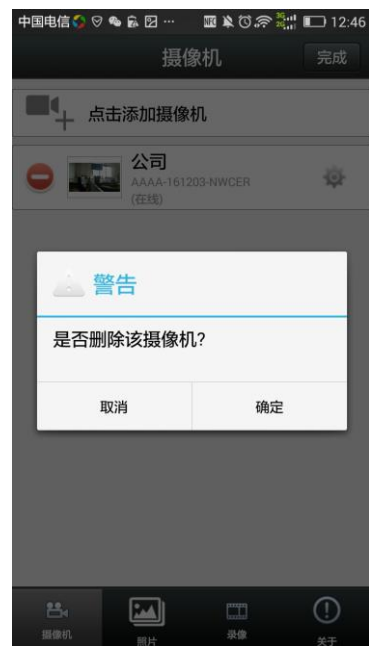 中国电信 12:46
摄像机 完成
点击添加摄像机
公司
AAAA-161203-NWCER
(在线)
警告
是否删除该摄像机?
取消 确定
摄像机 照片 录像 关于